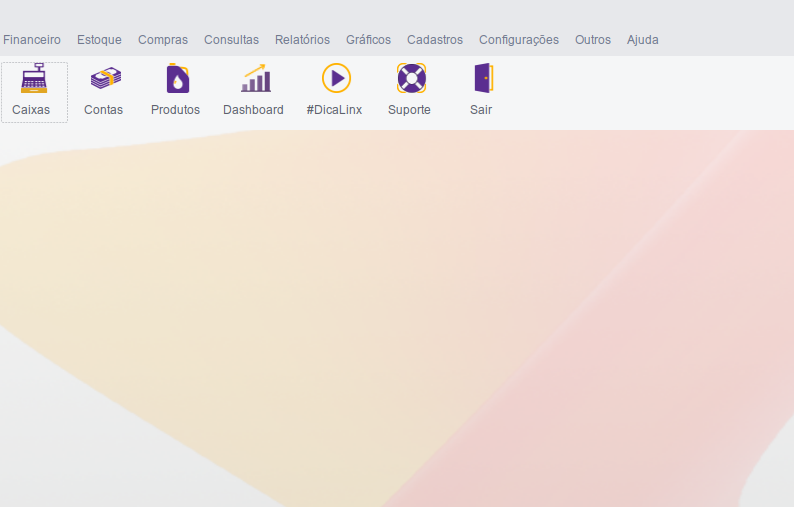 Financeiro Estoque Compras Consultas Relatórios Gráficos Cadastros Configurações Outros Ajuda
Caixas Contas Produtos Dashboard #DicaLinx Suporte Sair